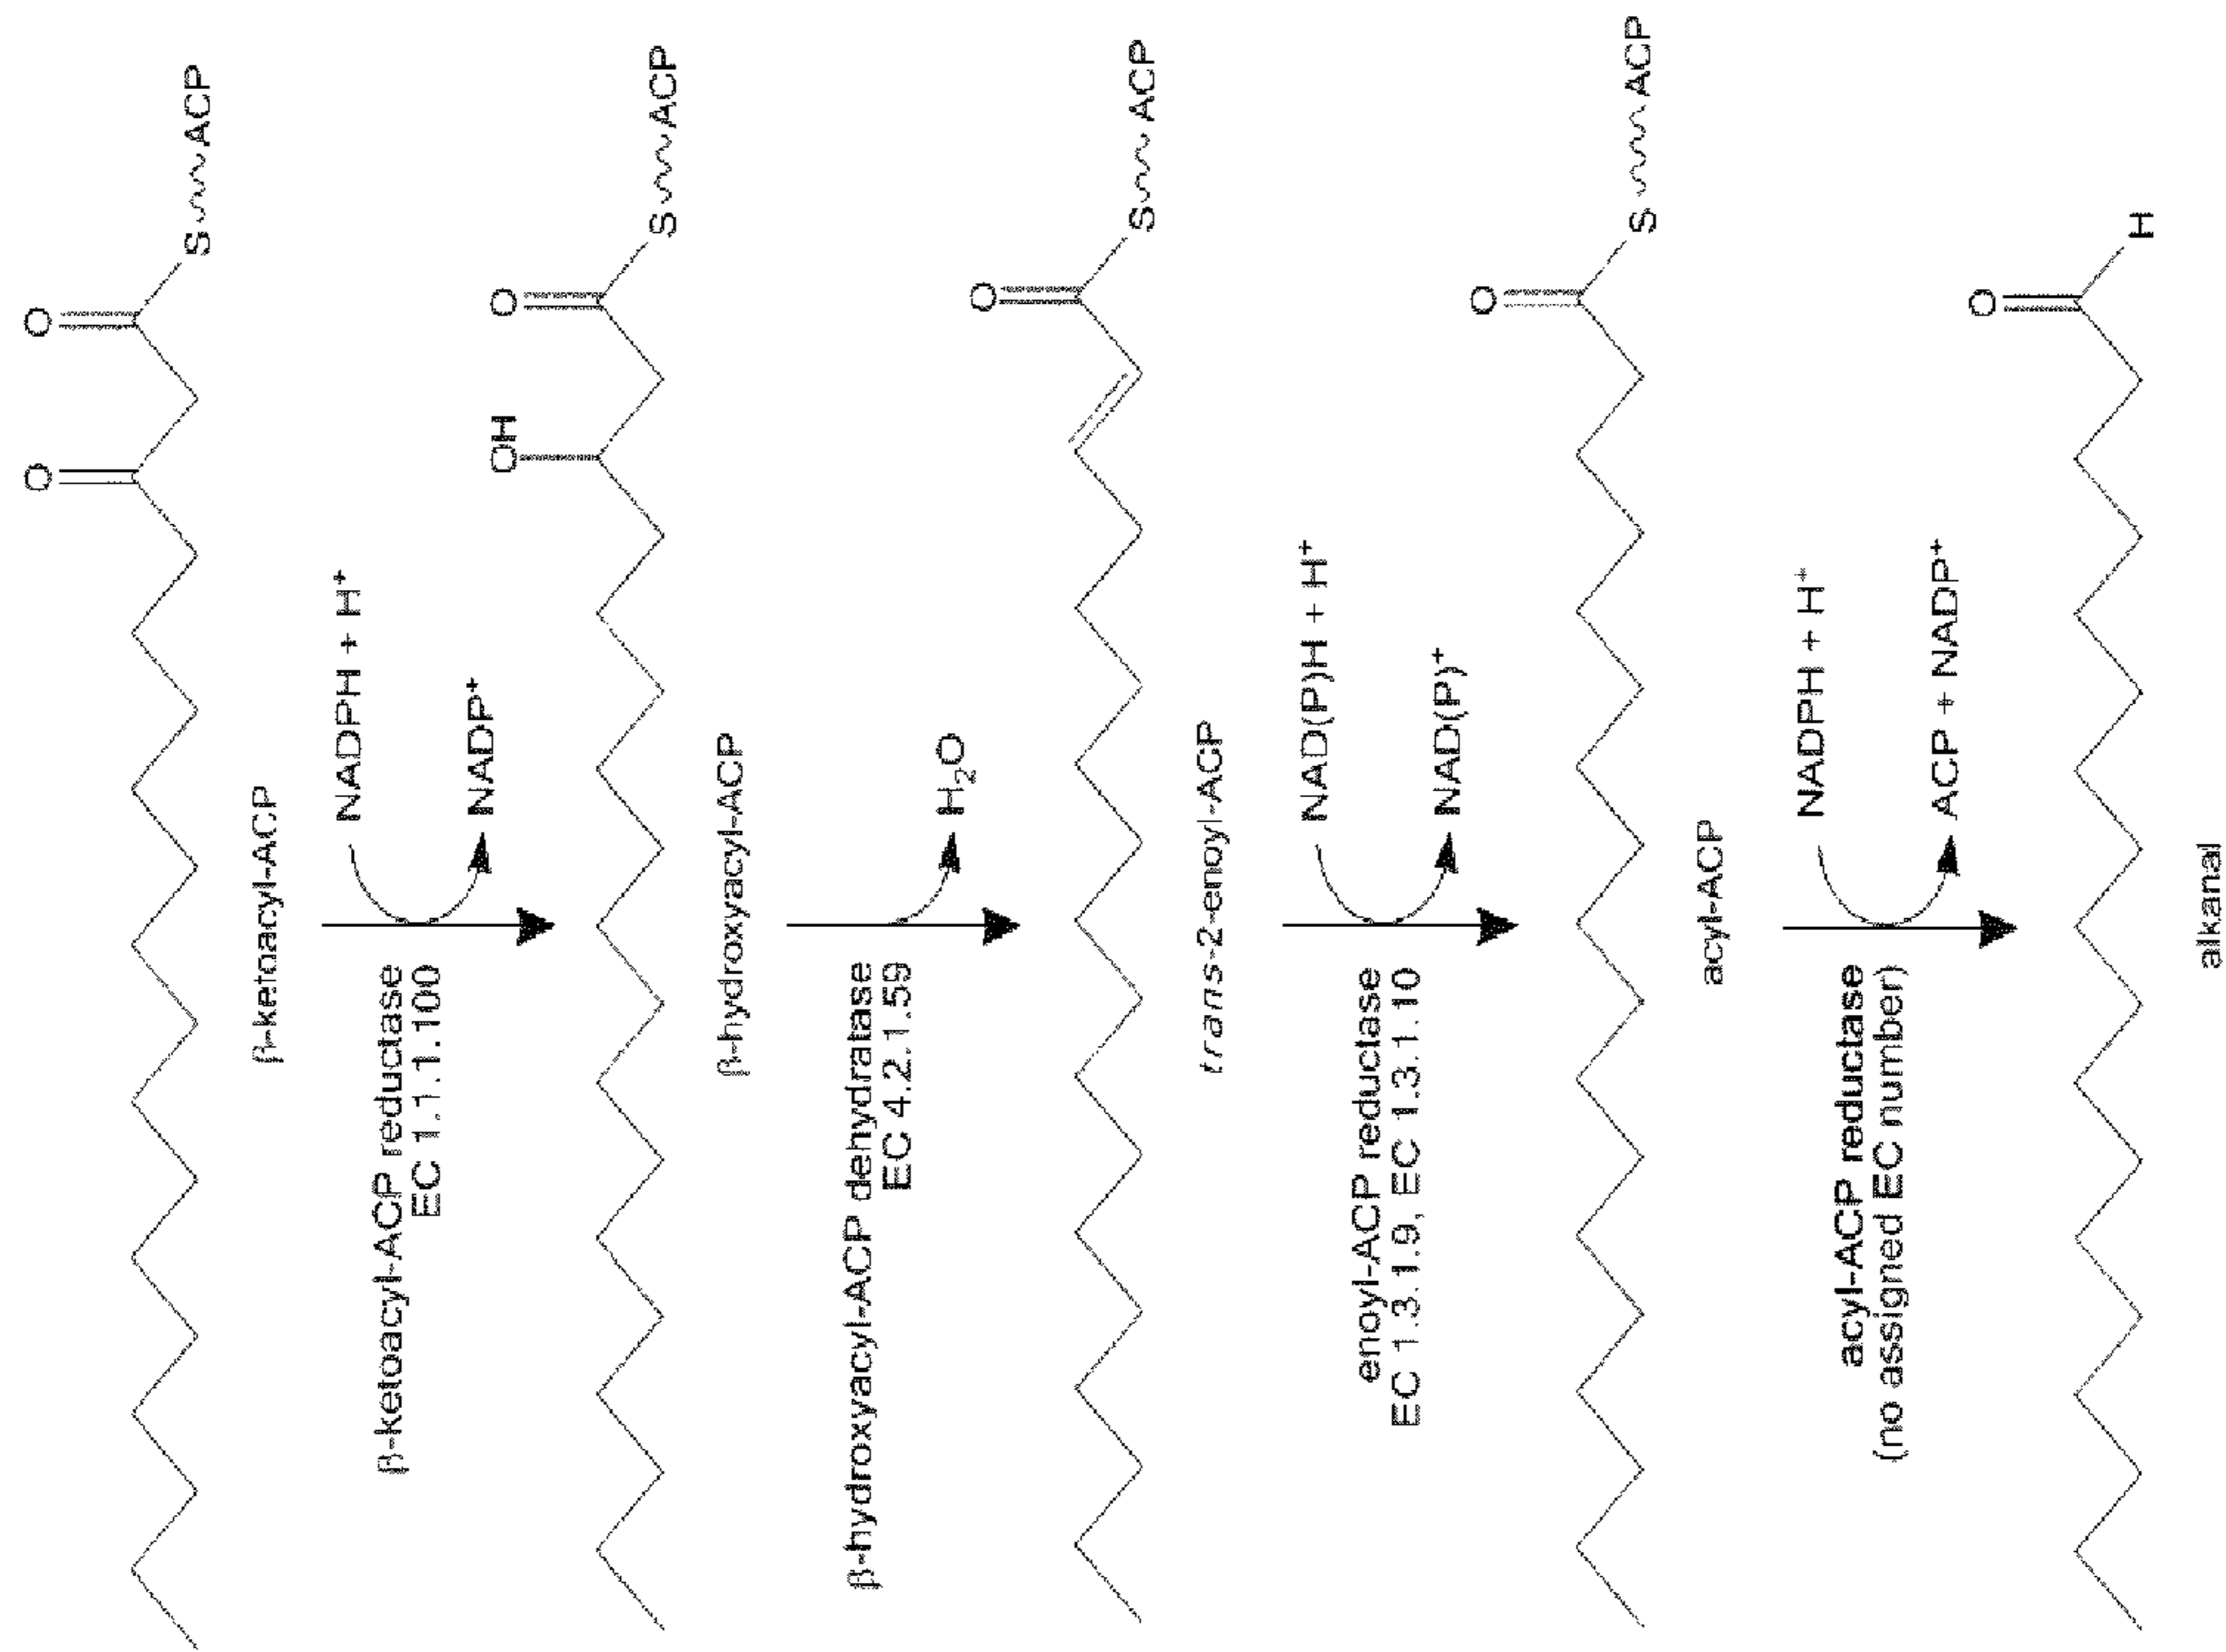 O O
S ACP
β-ketoacyl-ACP
β-ketoacyl-ACP reductase
EC 1.1.1.100
NADPH + H⁺
NADP⁺
OH O
S ACP
β-hydroxyacyl-ACP
β-hydroxyacyl-ACP dehydratase
EC 4.2.1.59
H₂O
O
S ACP
trans-2-enoyl-ACP
enoyl-ACP reductase
EC 1.3.1.9, EC 1.3.1.10
NAD(P)H + H⁺
NAD(P)⁺
O
S ACP
acyl-ACP
acyl-ACP reductase
(no assigned EC number)
NADPH + H⁺
ACP + NADP⁺
O
H
alkanal